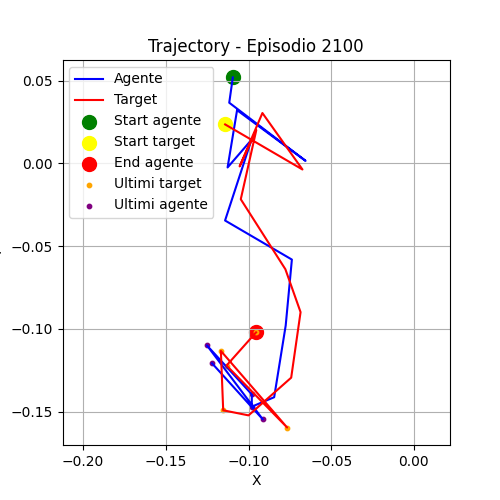 Trajectory - Episodio 2100
Agente
Target
Start agente
Start target
End agente
Ultimi target
Ultimi agente
0.05
0.00
−0.05
−0.10
−0.15
−0.20
−0.15
−0.10
−0.05
0.00
X